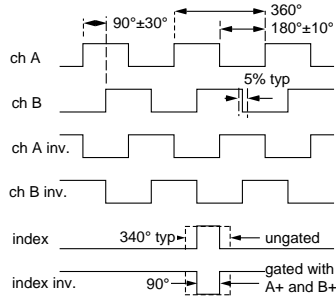 90°±30°
360°
180°±10°
ch A
5% typ
ch B
ch A inv.
ch B inv.
340° typ
ungated
index
gated with
index inv.
90°
A+ and B+